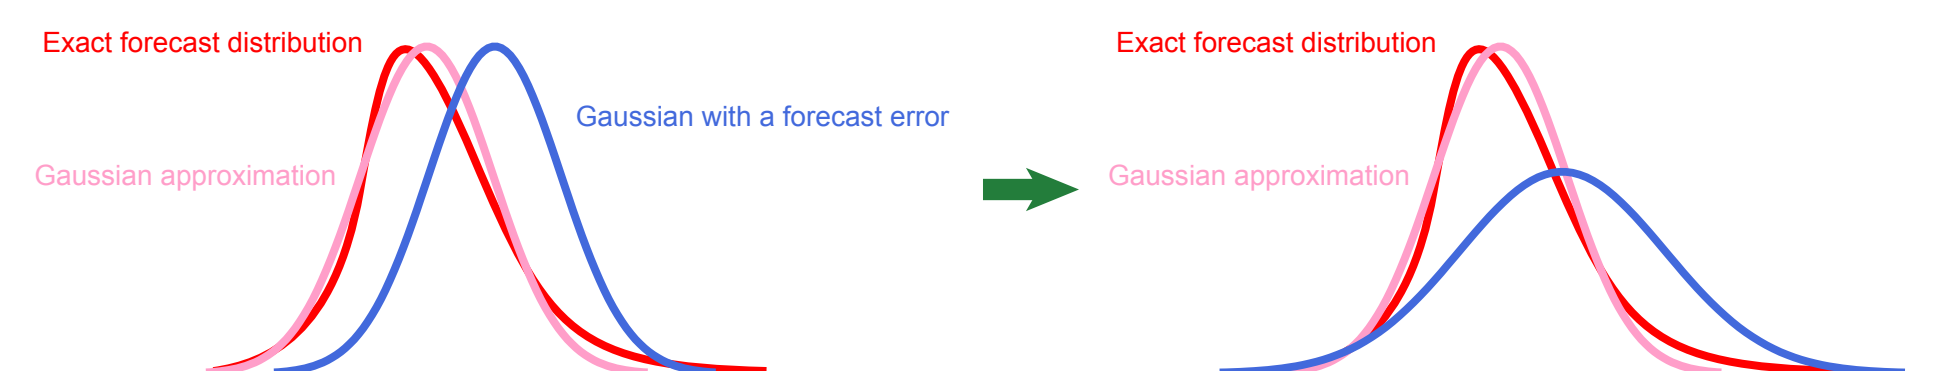 Exact forecast distribution
Gaussian with a forecast error
Gaussian approximation
Exact forecast distribution
Gaussian approximation